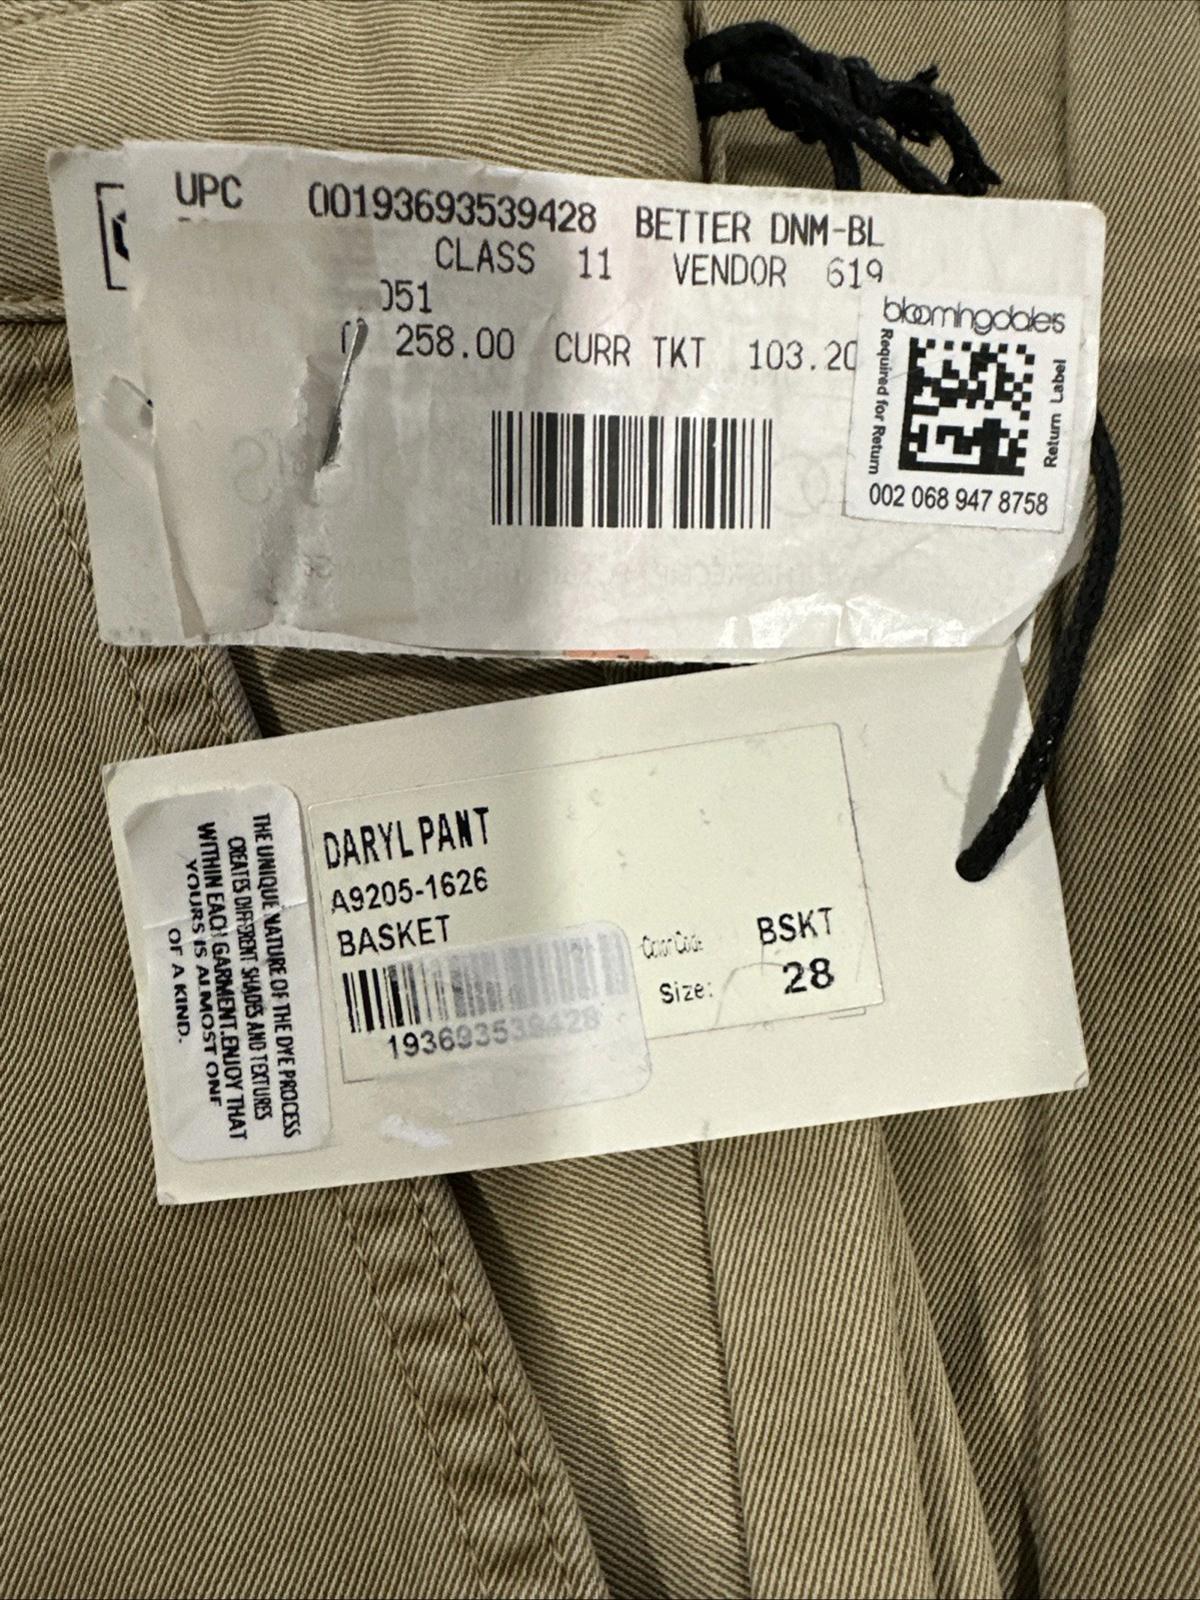 UPC 00193693539428 BETTER DNM-BL
CLASS 11 VENDOR 619
051
258.00 CURR TKT 103.20
bloomingdale's
Required for Return
Return Label
002 068 947 8758
THE UNIQUE NATURE OF THE DYE PROCESS
CREATES DIFFERENT SHADES AND TEXTURES
WITHIN EACH GARMENT.ENJOY THAT
YOURS IS ALMOST ONE
OF A KIND.
DARYL PANT
A9205-1626
BASKET
193693539428
Color Code BSKT
Size: 28